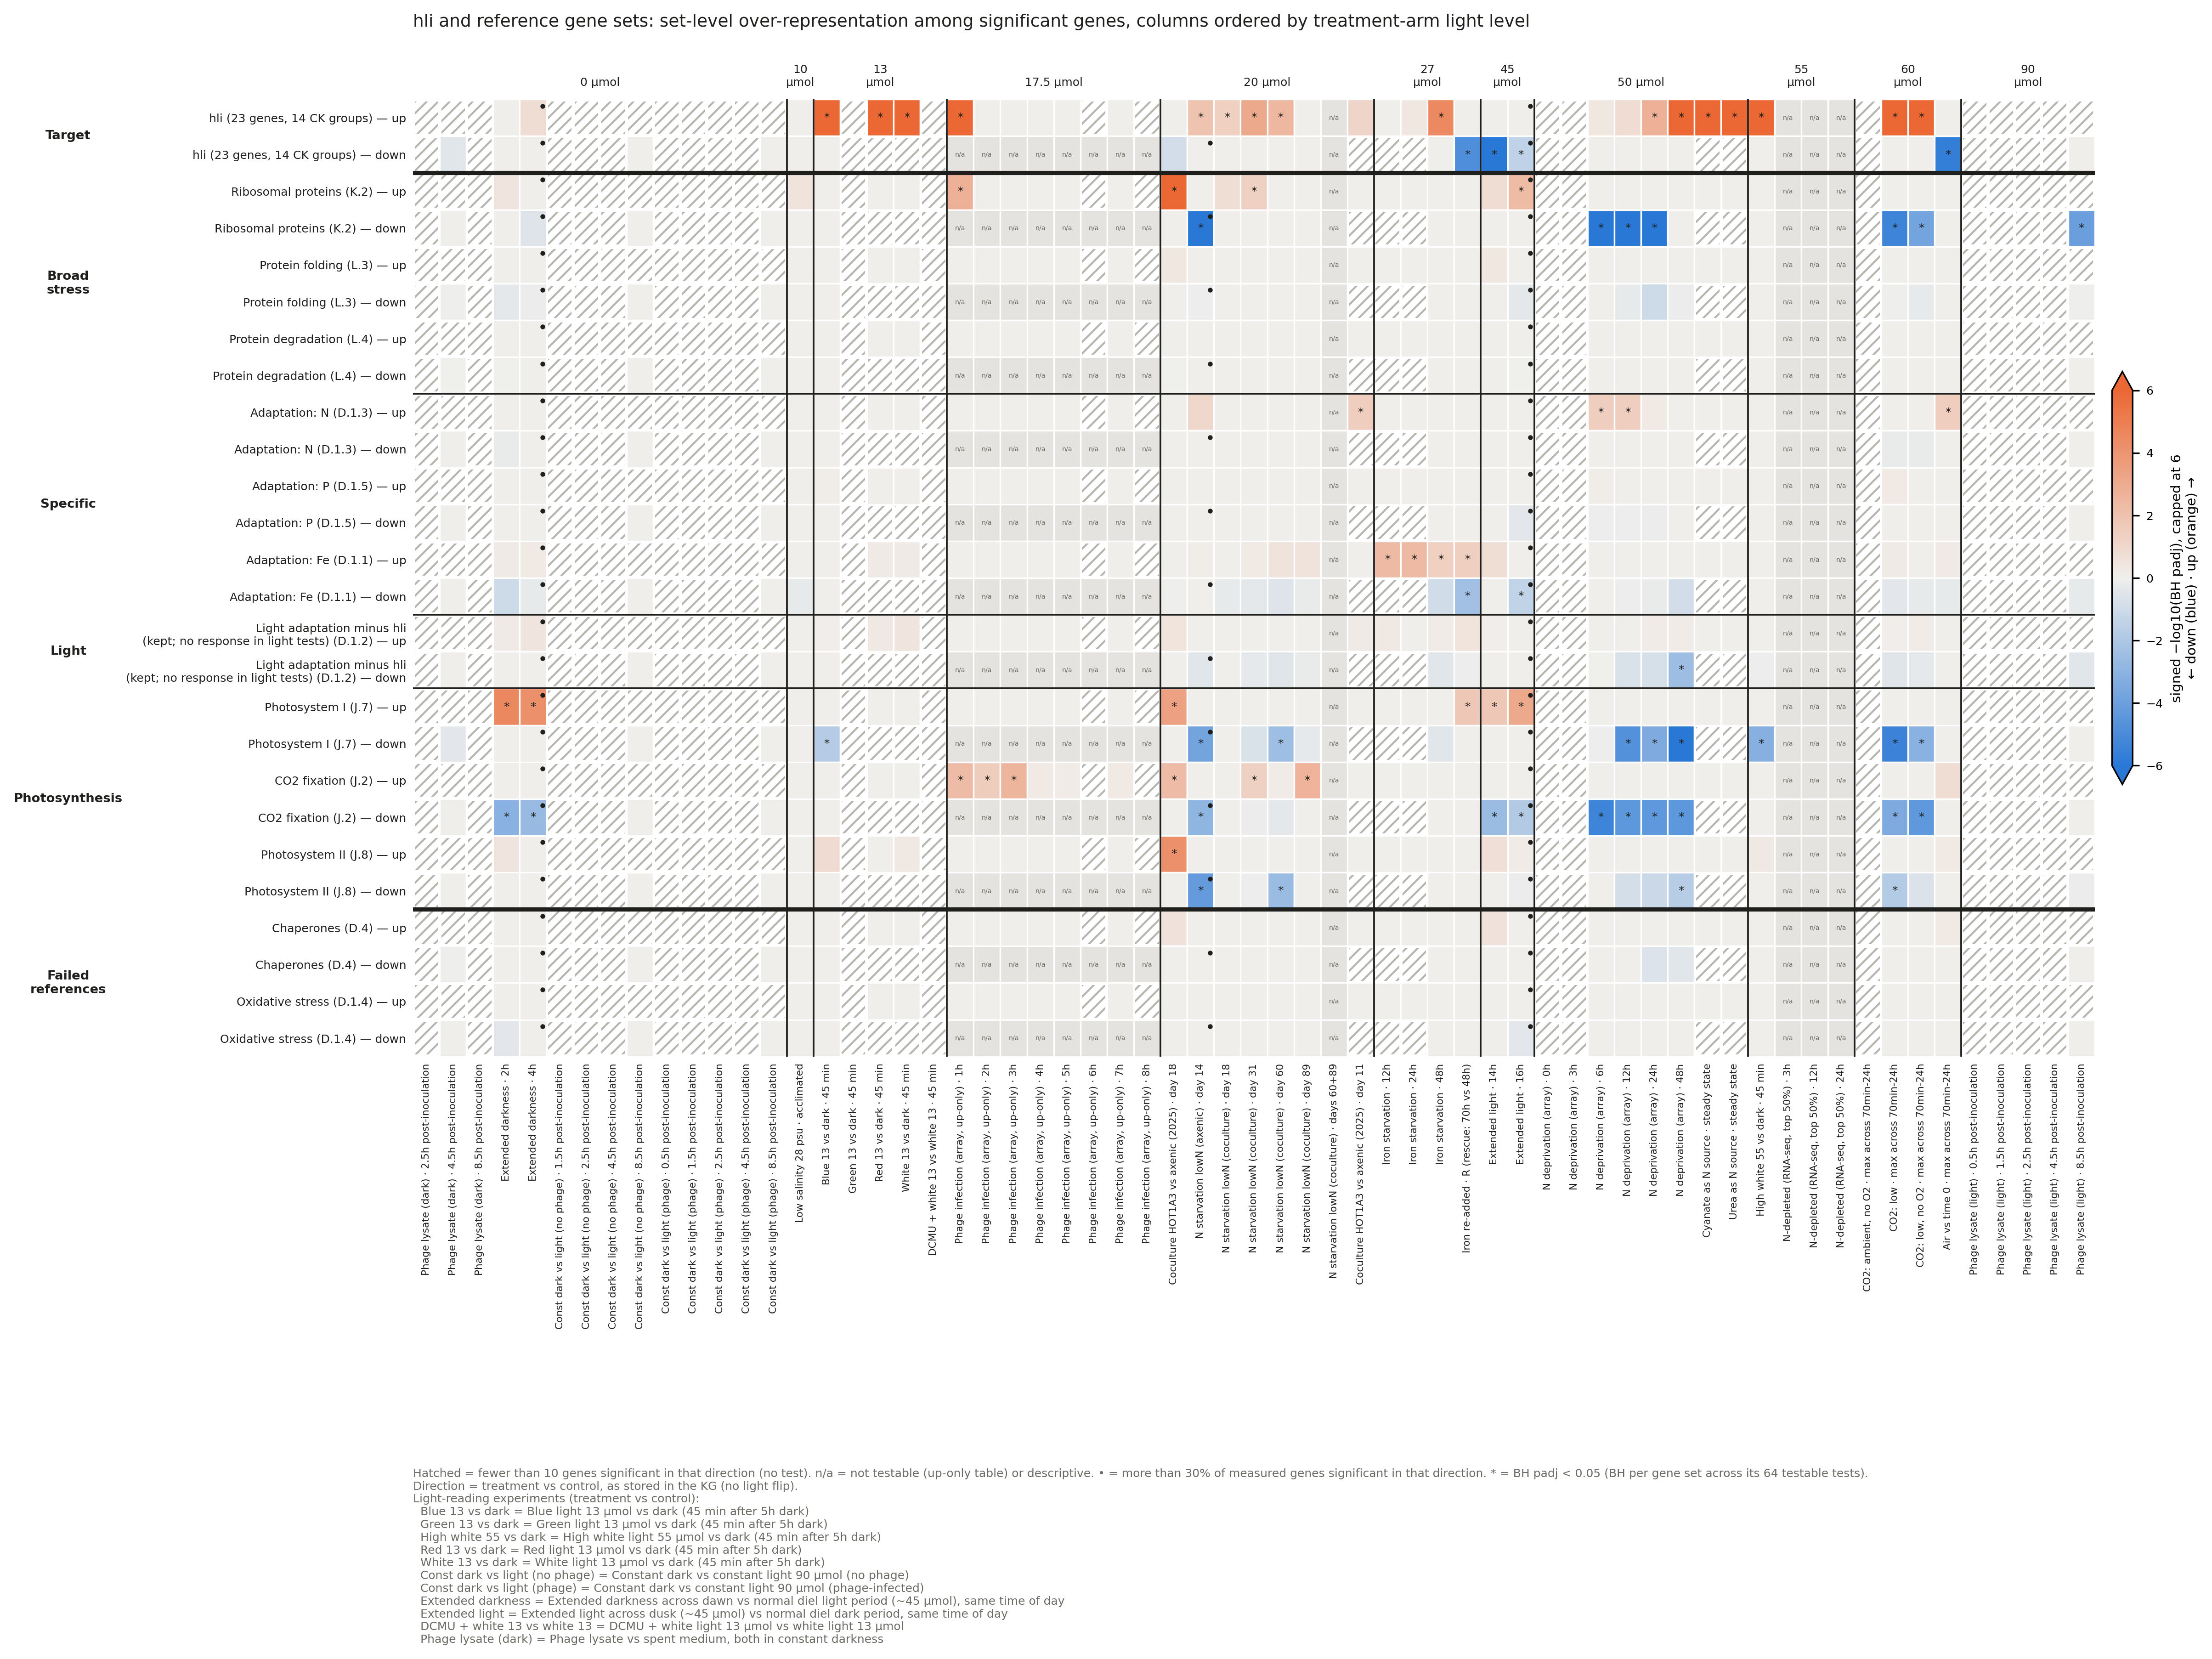 hli and reference gene sets: set-level over-representation among significant genes, columns ordered by treatment-arm light level
0 µmol
10
µmol
13
µmol
17.5 µmol
20 µmol
27
µmol
45
µmol
50 µmol
55
µmol
60
µmol
90
µmol
Target
hli (23 genes, 14 CK groups) — up
hli (23 genes, 14 CK groups) — down
Broad
stress
Ribosomal proteins (K.2) — up
Ribosomal proteins (K.2) — down
Protein folding (L.3) — up
Protein folding (L.3) — down
Protein degradation (L.4) — up
Protein degradation (L.4) — down
Specific
Adaptation: N (D.1.3) — up
Adaptation: N (D.1.3) — down
Adaptation: P (D.1.5) — up
Adaptation: P (D.1.5) — down
Adaptation: Fe (D.1.1) — up
Adaptation: Fe (D.1.1) — down
Light
Light adaptation minus hli
(kept; no response in light tests) (D.1.2) — up
Light adaptation minus hli
(kept; no response in light tests) (D.1.2) — down
Photosynthesis
Photosystem I (J.7) — up
Photosystem I (J.7) — down
CO2 fixation (J.2) — up
CO2 fixation (J.2) — down
Photosystem II (J.8) — up
Photosystem II (J.8) — down
Failed
references
Chaperones (D.4) — up
Chaperones (D.4) — down
Oxidative stress (D.1.4) — up
Oxidative stress (D.1.4) — down
6
4
2
0
−2
−4
−6
signed −log10(BH padj), capped at 6
← down (blue) · up (orange) →
Phage lysate (dark) · 2.5h post-inoculation
Phage lysate (dark) · 4.5h post-inoculation
Phage lysate (dark) · 8.5h post-inoculation
Extended darkness · 2h
Extended darkness · 4h
Const dark vs light (no phage) · 1.5h post-inoculation
Const dark vs light (no phage) · 2.5h post-inoculation
Const dark vs light (no phage) · 4.5h post-inoculation
Const dark vs light (no phage) · 8.5h post-inoculation
Const dark vs light (phage) · 0.5h post-inoculation
Const dark vs light (phage) · 1.5h post-inoculation
Const dark vs light (phage) · 2.5h post-inoculation
Const dark vs light (phage) · 4.5h post-inoculation
Const dark vs light (phage) · 8.5h post-inoculation
Low salinity 28 psu · acclimated
Blue 13 vs dark · 45 min
Green 13 vs dark · 45 min
Red 13 vs dark · 45 min
White 13 vs dark · 45 min
DCMU + white 13 vs white 13 · 45 min
Phage infection (array, up-only) · 1h
Phage infection (array, up-only) · 2h
Phage infection (array, up-only) · 3h
Phage infection (array, up-only) · 4h
Phage infection (array, up-only) · 5h
Phage infection (array, up-only) · 6h
Phage infection (array, up-only) · 7h
Phage infection (array, up-only) · 8h
Coculture HOT1A3 vs axenic (2025) · day 18
N starvation lowN (axenic) · day 14
N starvation lowN (coculture) · day 18
N starvation lowN (coculture) · day 31
N starvation lowN (coculture) · day 60
N starvation lowN (coculture) · day 89
N starvation lowN (coculture) · days 60+89
Coculture HOT1A3 vs axenic (2025) · day 11
Iron starvation · 12h
Iron starvation · 24h
Iron starvation · 48h
Iron re-added · R (rescue: 70h vs 48h)
Extended light · 14h
Extended light · 16h
N deprivation (array) · 0h
N deprivation (array) · 3h
N deprivation (array) · 6h
N deprivation (array) · 12h
N deprivation (array) · 24h
N deprivation (array) · 48h
Cyanate as N source · steady state
Urea as N source · steady state
High white 55 vs dark · 45 min
N-depleted (RNA-seq, top 50%) · 3h
N-depleted (RNA-seq, top 50%) · 12h
N-depleted (RNA-seq, top 50%) · 24h
CO2: ambient, no O2 · max across 70min-24h
CO2: low · max across 70min-24h
CO2: low, no O2 · max across 70min-24h
Air vs time 0 · max across 70min-24h
Phage lysate (light) · 0.5h post-inoculation
Phage lysate (light) · 1.5h post-inoculation
Phage lysate (light) · 2.5h post-inoculation
Phage lysate (light) · 4.5h post-inoculation
Phage lysate (light) · 8.5h post-inoculation
Hatched = fewer than 10 genes significant in that direction (no test). n/a = not testable (up-only table) or descriptive. • = more than 30% of measured genes significant in that direction. * = BH padj < 0.05 (BH per gene set across its 64 testable tests).
Direction = treatment vs control, as stored in the KG (no light flip).
Light-reading experiments (treatment vs control):
Blue 13 vs dark = Blue light 13 µmol vs dark (45 min after 5h dark)
Green 13 vs dark = Green light 13 µmol vs dark (45 min after 5h dark)
High white 55 vs dark = High white light 55 µmol vs dark (45 min after 5h dark)
Red 13 vs dark = Red light 13 µmol vs dark (45 min after 5h dark)
White 13 vs dark = White light 13 µmol vs dark (45 min after 5h dark)
Const dark vs light (no phage) = Constant dark vs constant light 90 µmol (no phage)
Const dark vs light (phage) = Constant dark vs constant light 90 µmol (phage-infected)
Extended darkness = Extended darkness across dawn vs normal diel light period (~45 µmol), same time of day
Extended light = Extended light across dusk (~45 µmol) vs normal diel dark period, same time of day
DCMU + white 13 vs white 13 = DCMU + white light 13 µmol vs white light 13 µmol
Phage lysate (dark) = Phage lysate vs spent medium, both in constant darkness